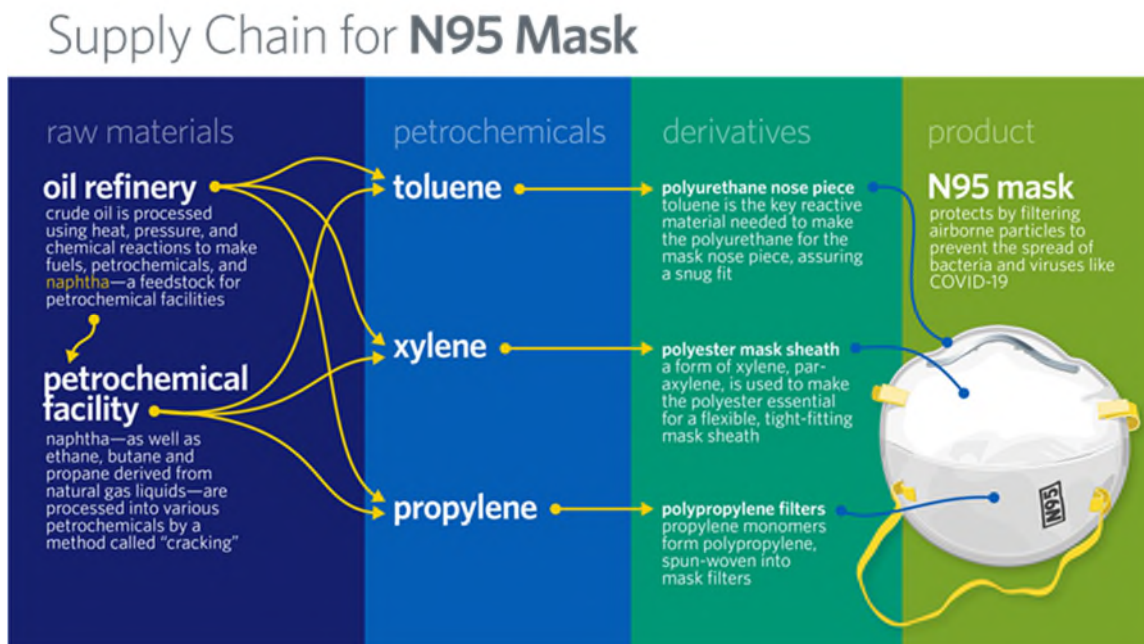 Supply Chain for N95 Mask
raw materials
oil refinery
crude oil is processed
using heat, pressure, and
chemical reactions to make
fuels, petrochemicals, and
naphtha—a feedstock for
petrochemical facilities
petrochemical
facility
naphtha—as well as
ethane, butane and
propane derived from
natural gas liquids—are
processed into various
petrochemicals by a
method called “cracking”
petrochemicals
toluene
xylene
propylene
derivatives
polyurethane nose piece
toluene is the key reactive
material needed to make
the polyurethane for the
mask nose piece, assuring
a snug fit
polyester mask sheath
a form of xylene, par-
axylene, is used to make
the polyester essential
for a flexible, tight-fitting
mask sheath
polypropylene filters
propylene monomers
form polypropylene,
spun-woven into
mask filters
product
N95 mask
protects by filtering
airborne particles to
prevent the spread of
bacteria and viruses like
COVID-19
N95